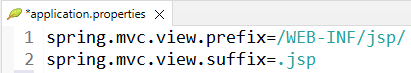 *application.properties
1 spring.mvc.view.prefix=/WEB-INF/jsp/
2 spring.mvc.view.suffix=.jsp